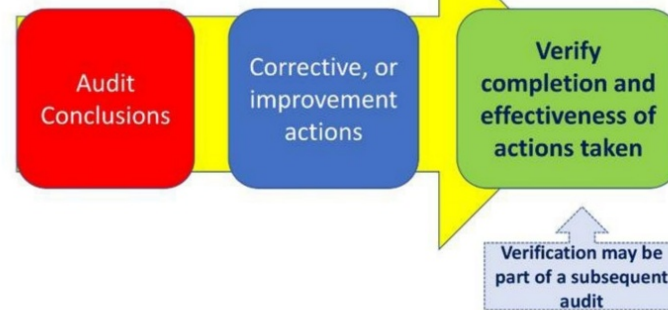 Audit
Conclusions
Corrective, or
improvement
actions
Verify
completion and
effectiveness of
actions taken
Verification may be
part of a subsequent
audit